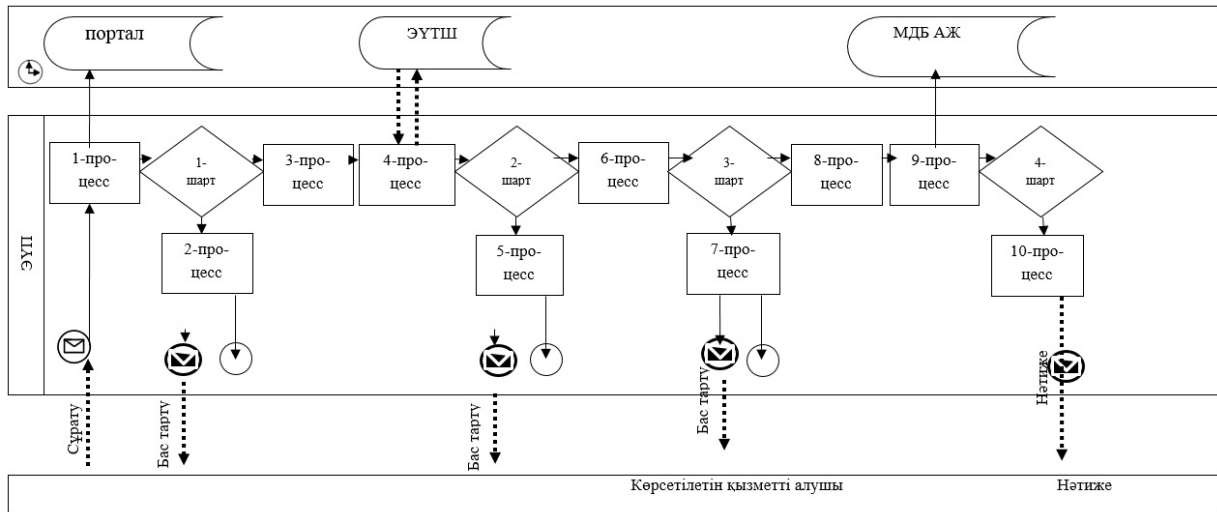 портал
ЭҮТШ
МДБ АЖ
ЭҮП
1-про-
цесс
1-
шарт
3-про-
цесс
4-про-
цесс
2-
шарт
6-про-
цесс
3-
шарт
8-про-
цесс
9-про-
цесс
4-
шарт
2-про-
цесс
5-про-
цесс
7-про-
цесс
10-про-
цесс
Сұрату
Бас тарту
Бас тарту
Бас тарту
Нәтиже
Көрсетілетін қызметті алушы
Нәтиже